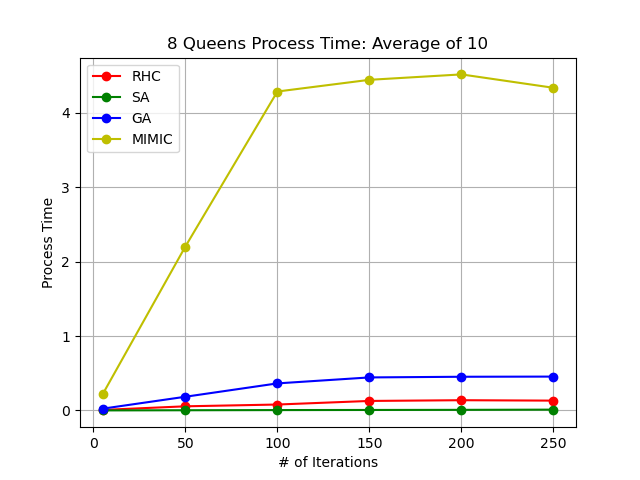 8 Queens Process Time: Average of 10
RHC
SA
GA
MIMIC
Process Time
4
3
2
1
0
0 50 100 150 200 250
# of Iterations